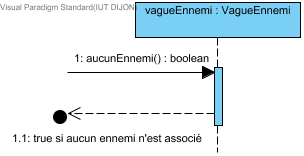 Visual Paradigm Standard(IUT DIJON
vagueEnnemi : VagueEnnemi
1: aucunEnnemi() : boolean
1.1: true si aucun ennemi n'est associé